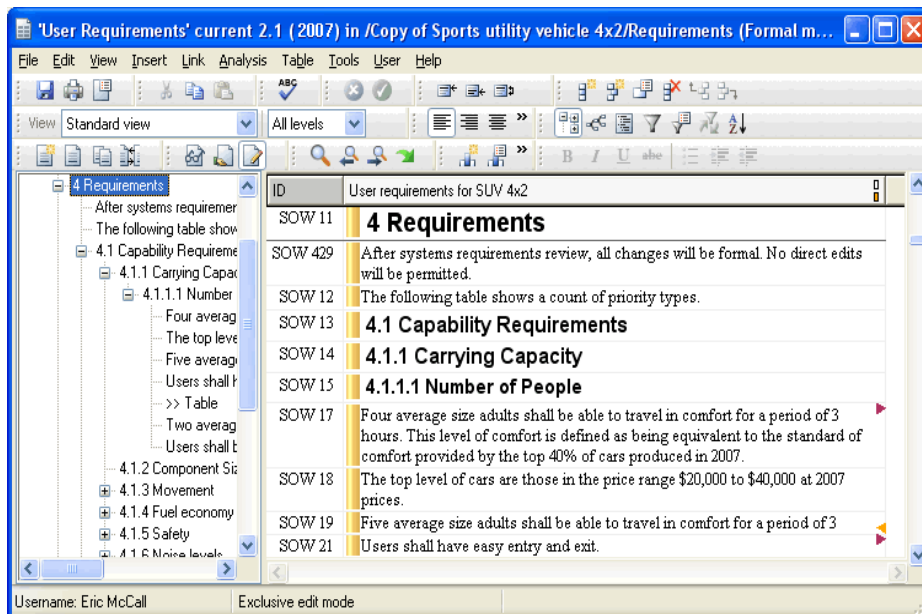 'User Requirements' current 2.1 (2007) in /Copy of Sports utility vehicle 4x2/Requirements (Formal m...
File Edit View Insert Link Analysis Table Tools User Help
ABC
View Standard view All levels
B I U abc
4 Requirements
After systems requiremer
The following table show
4.1 Capability Requireme
4.1.1 Carrying Capac
4.1.1.1 Number
Four averag
The top leve
Five average
Users shall h
>> Table
Two averag
Users shall b
4.1.2 Component Siz
4.1.3 Movement
4.1.4 Fuel economy
4.1.5 Safety
4.1.6 Noise levels
ID User requirements for SUV 4x2
SOW 11 4 Requirements
SOW 429 After systems requirements review, all changes will be formal. No direct edits
will be permitted.
SOW 12 The following table shows a count of priority types.
SOW 13 4.1 Capability Requirements
SOW 14 4.1.1 Carrying Capacity
SOW 15 4.1.1.1 Number of People
SOW 17 Four average size adults shall be able to travel in comfort for a period of 3
hours. This level of comfort is defined as being equivalent to the standard of
comfort provided by the top 40% of cars produced in 2007.
SOW 18 The top level of cars are those in the price range $20,000 to $40,000 at 2007
prices.
SOW 19 Five average size adults shall be able to travel in comfort for a period of 3
SOW 21 Users shall have easy entry and exit.
Username: Eric McCall Exclusive edit mode